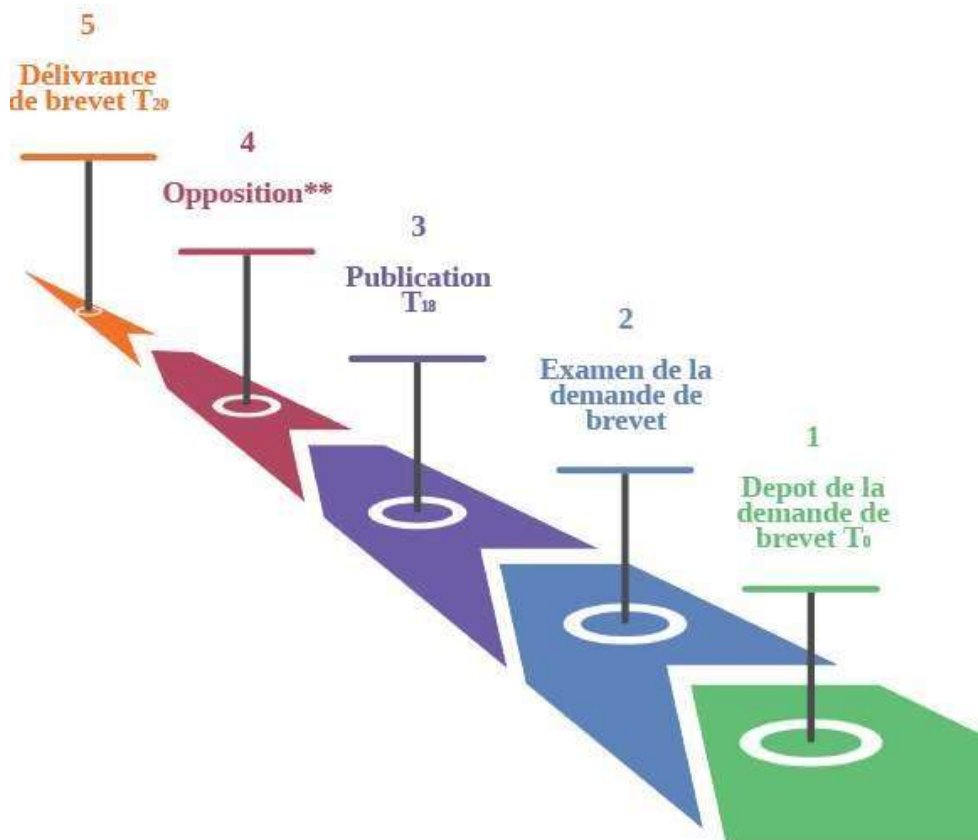 5
Délivrance
de brevet T20
4
Opposition**
3
Publication
T18
2
Examen de la
demande de
brevet
1
Depot de la
demande de
brevet T0